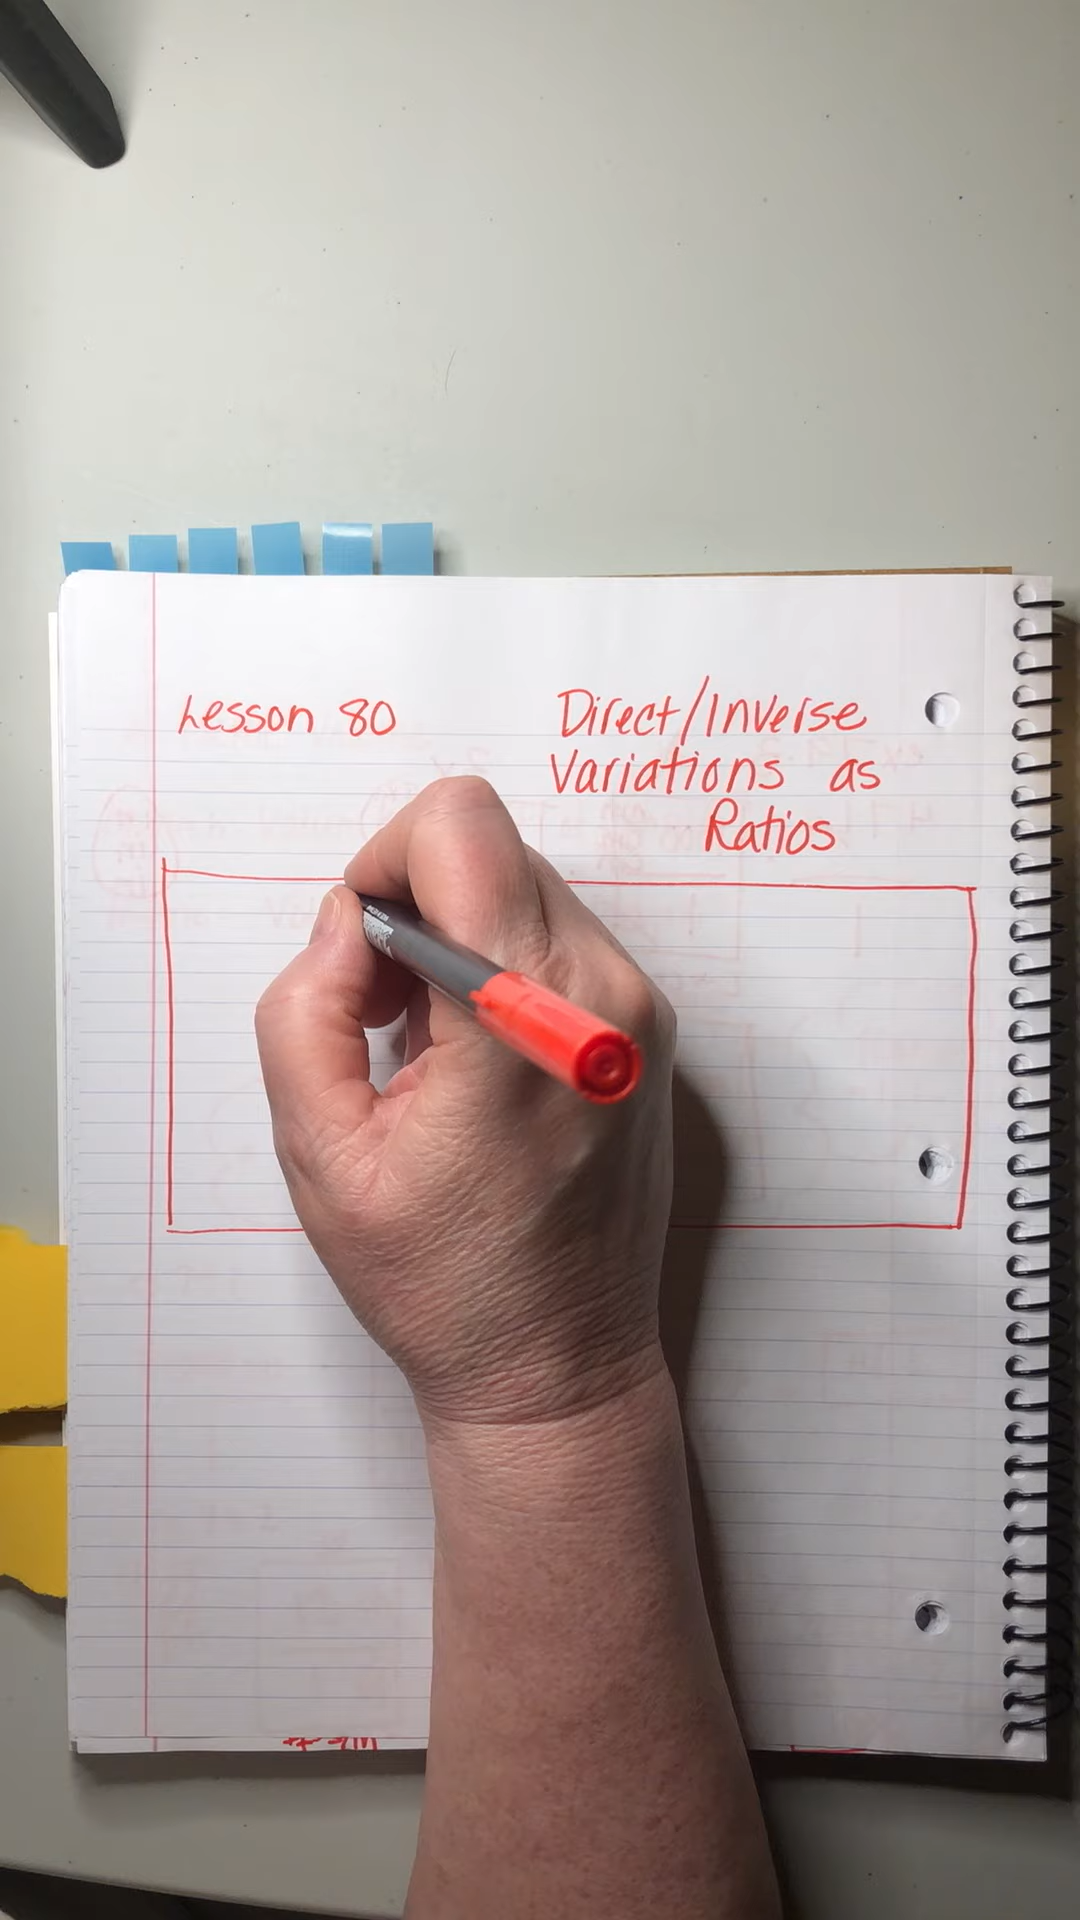 Lesson 80
Direct/Inverse
Variations as
Ratios